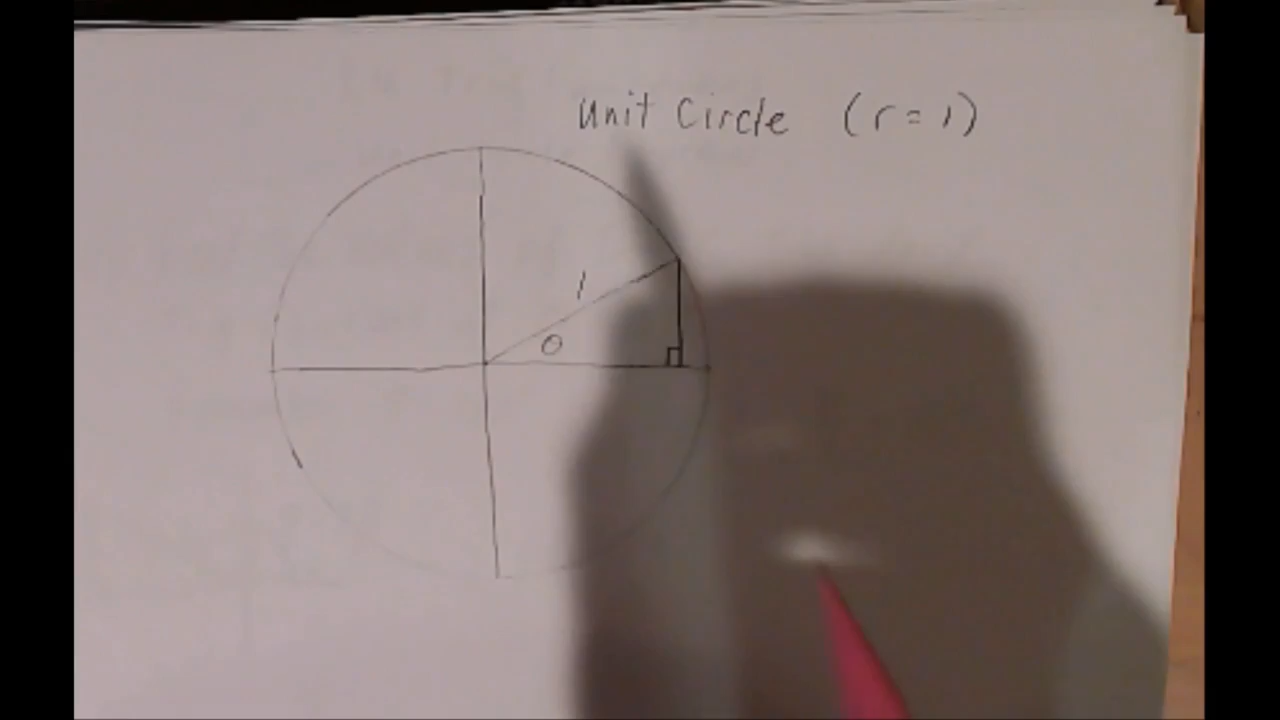 Unit Circle (r = 1)
1
θ